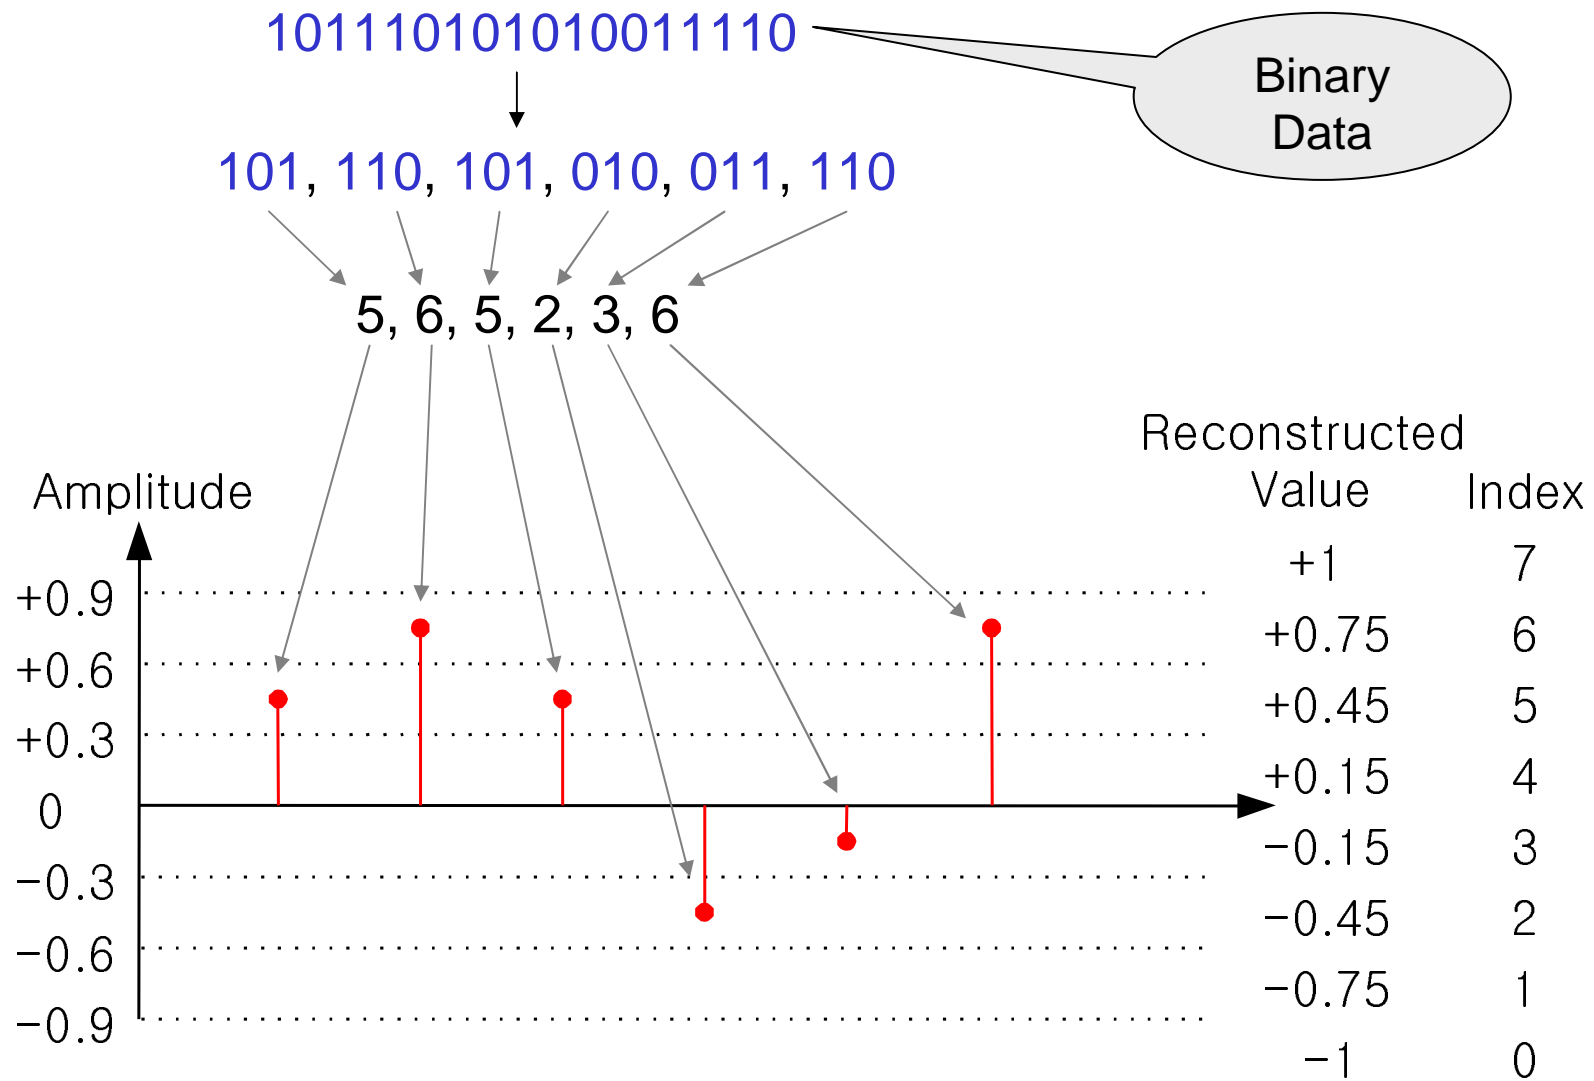 101110101010011110
Binary
Data
101, 110, 101, 010, 011, 110
5, 6, 5, 2, 3, 6
Reconstructed
Amplitude
Value Index
+1 7
+0.9
+0.75 6
+0.6
+0.45 5
+0.3
+0.15 4
0
-0.15 3
-0.3
-0.45 2
-0.6
-0.75 1
-0.9
-1 0